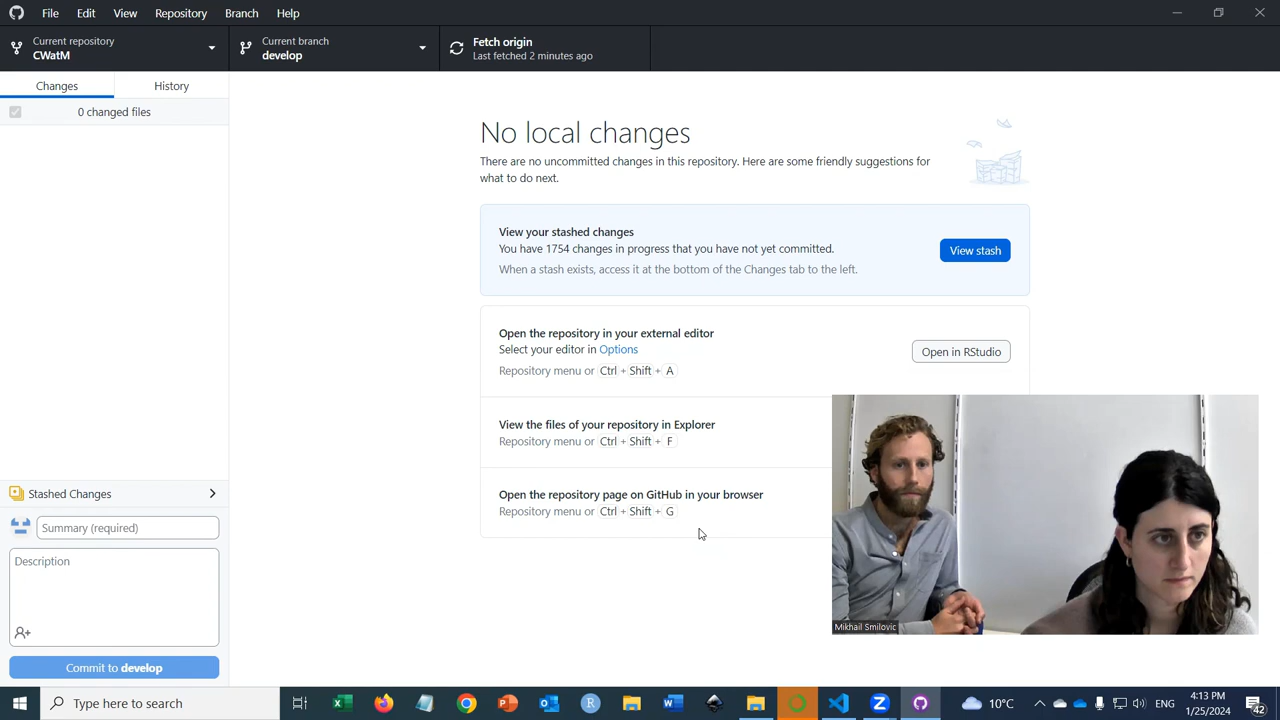 File Edit View Repository Branch Help
Current repository
CWatM
Current branch
develop
Fetch origin
Last fetched 2 minutes ago
Changes
History
0 changed files
No local changes
There are no uncommitted changes in this repository. Here are some friendly suggestions for
what to do next.
View your stashed changes
You have 1754 changes in progress that you have not yet committed.
When a stash exists, access it at the bottom of the Changes tab to the left.
View stash
Open the repository in your external editor
Select your editor in Options
Repository menu or Ctrl + Shift + A
Open in RStudio
View the files of your repository in Explorer
Repository menu or Ctrl + Shift + F
Open the repository page on GitHub in your browser
Repository menu or Ctrl + Shift + G
Stashed Changes
Summary (required)
Description
Commit to develop
Mikhail Smilovic
Type here to search
10°C
ENG
4:13 PM
1/25/2024
42